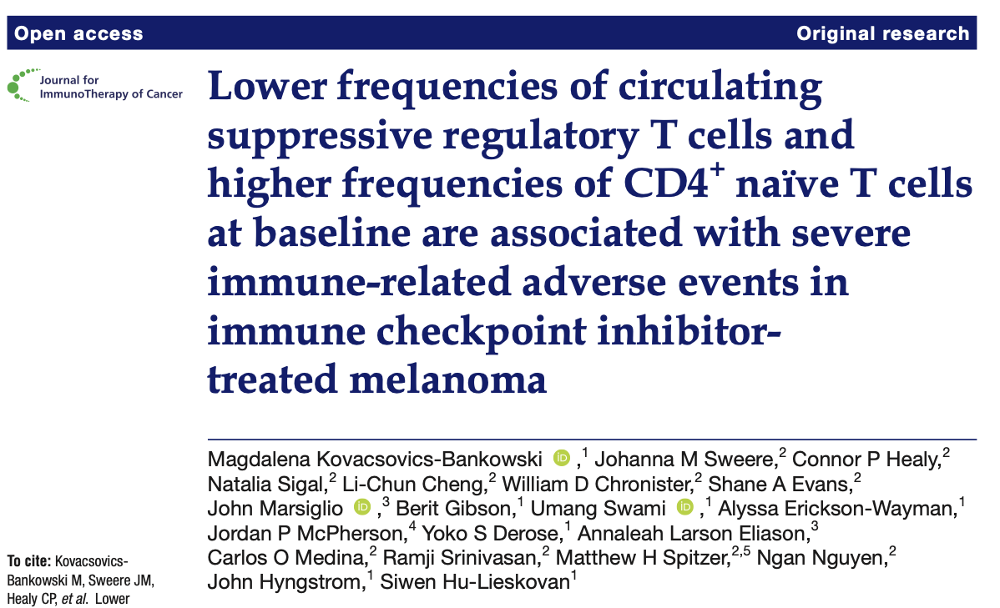 Open access
Original research
Journal for
ImmunoTherapy of Cancer
Lower frequencies of circulating
suppressive regulatory T cells and
higher frequencies of CD4⁺ naïve T cells
at baseline are associated with severe
immune-related adverse events in
immune checkpoint inhibitor-
treated melanoma
Magdalena Kovacsovics-Bankowski iD ,¹ Johanna M Sweere,² Connor P Healy,²
Natalia Sigal,² Li-Chun Cheng,² William D Chronister,² Shane A Evans,²
John Marsiglio iD ,³ Berit Gibson,¹ Umang Swami iD ,¹ Alyssa Erickson-Wayman,¹
Jordan P McPherson,⁴ Yoko S Derose,¹ Annaleah Larson Eliason,³
Carlos O Medina,² Ramji Srinivasan,² Matthew H Spitzer,²,⁵ Ngan Nguyen,²
John Hyngstrom,¹ Siwen Hu-Lieskovan¹
To cite: Kovacsovics-
Bankowski M, Sweere JM,
Healy CP, et al. Lower